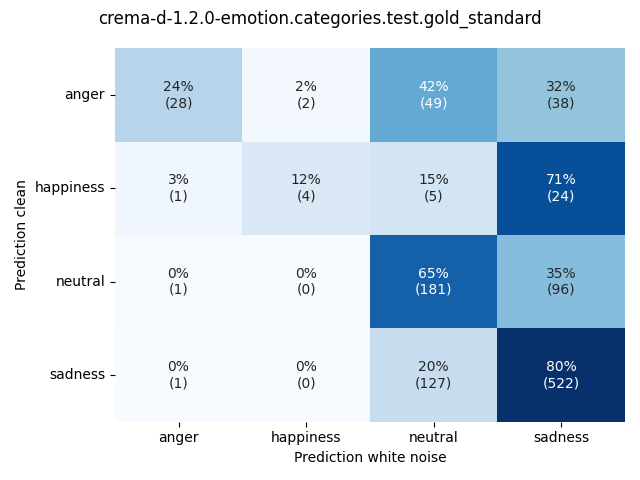 crema-d-1.2.0-emotion.categories.test.gold_standard
Prediction clean
anger
24%
(28)
2%
(2)
42%
(49)
32%
(38)
happiness
3%
(1)
12%
(4)
15%
(5)
71%
(24)
neutral
0%
(1)
0%
(0)
65%
(181)
35%
(96)
sadness
0%
(1)
0%
(0)
20%
(127)
80%
(522)
anger
happiness
neutral
sadness
Prediction white noise